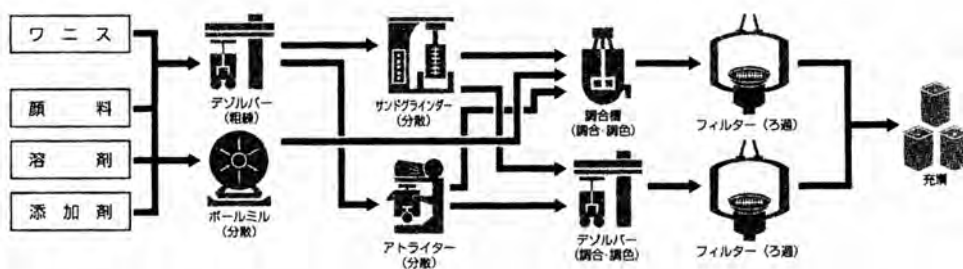 ワニス
顔料
溶剤
添加剤
デゾルバー
(粗練)
ボールミル
(分散)
サンドグラインダー
(分散)
アトライター
(分散)
調合槽
(調合・調色)
デゾルバー
(調合・調色)
フィルター(ろ過)
フィルター(ろ過)
充填